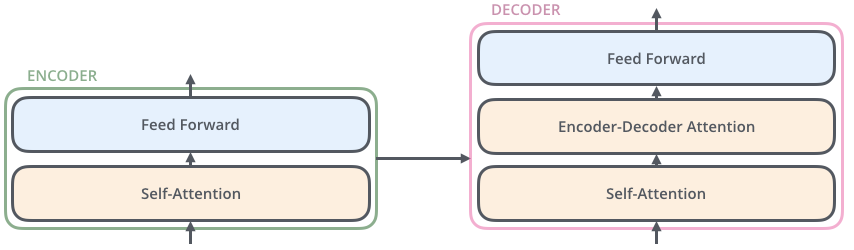 ENCODER
Feed Forward
Self-Attention
DECODER
Feed Forward
Encoder-Decoder Attention
Self-Attention